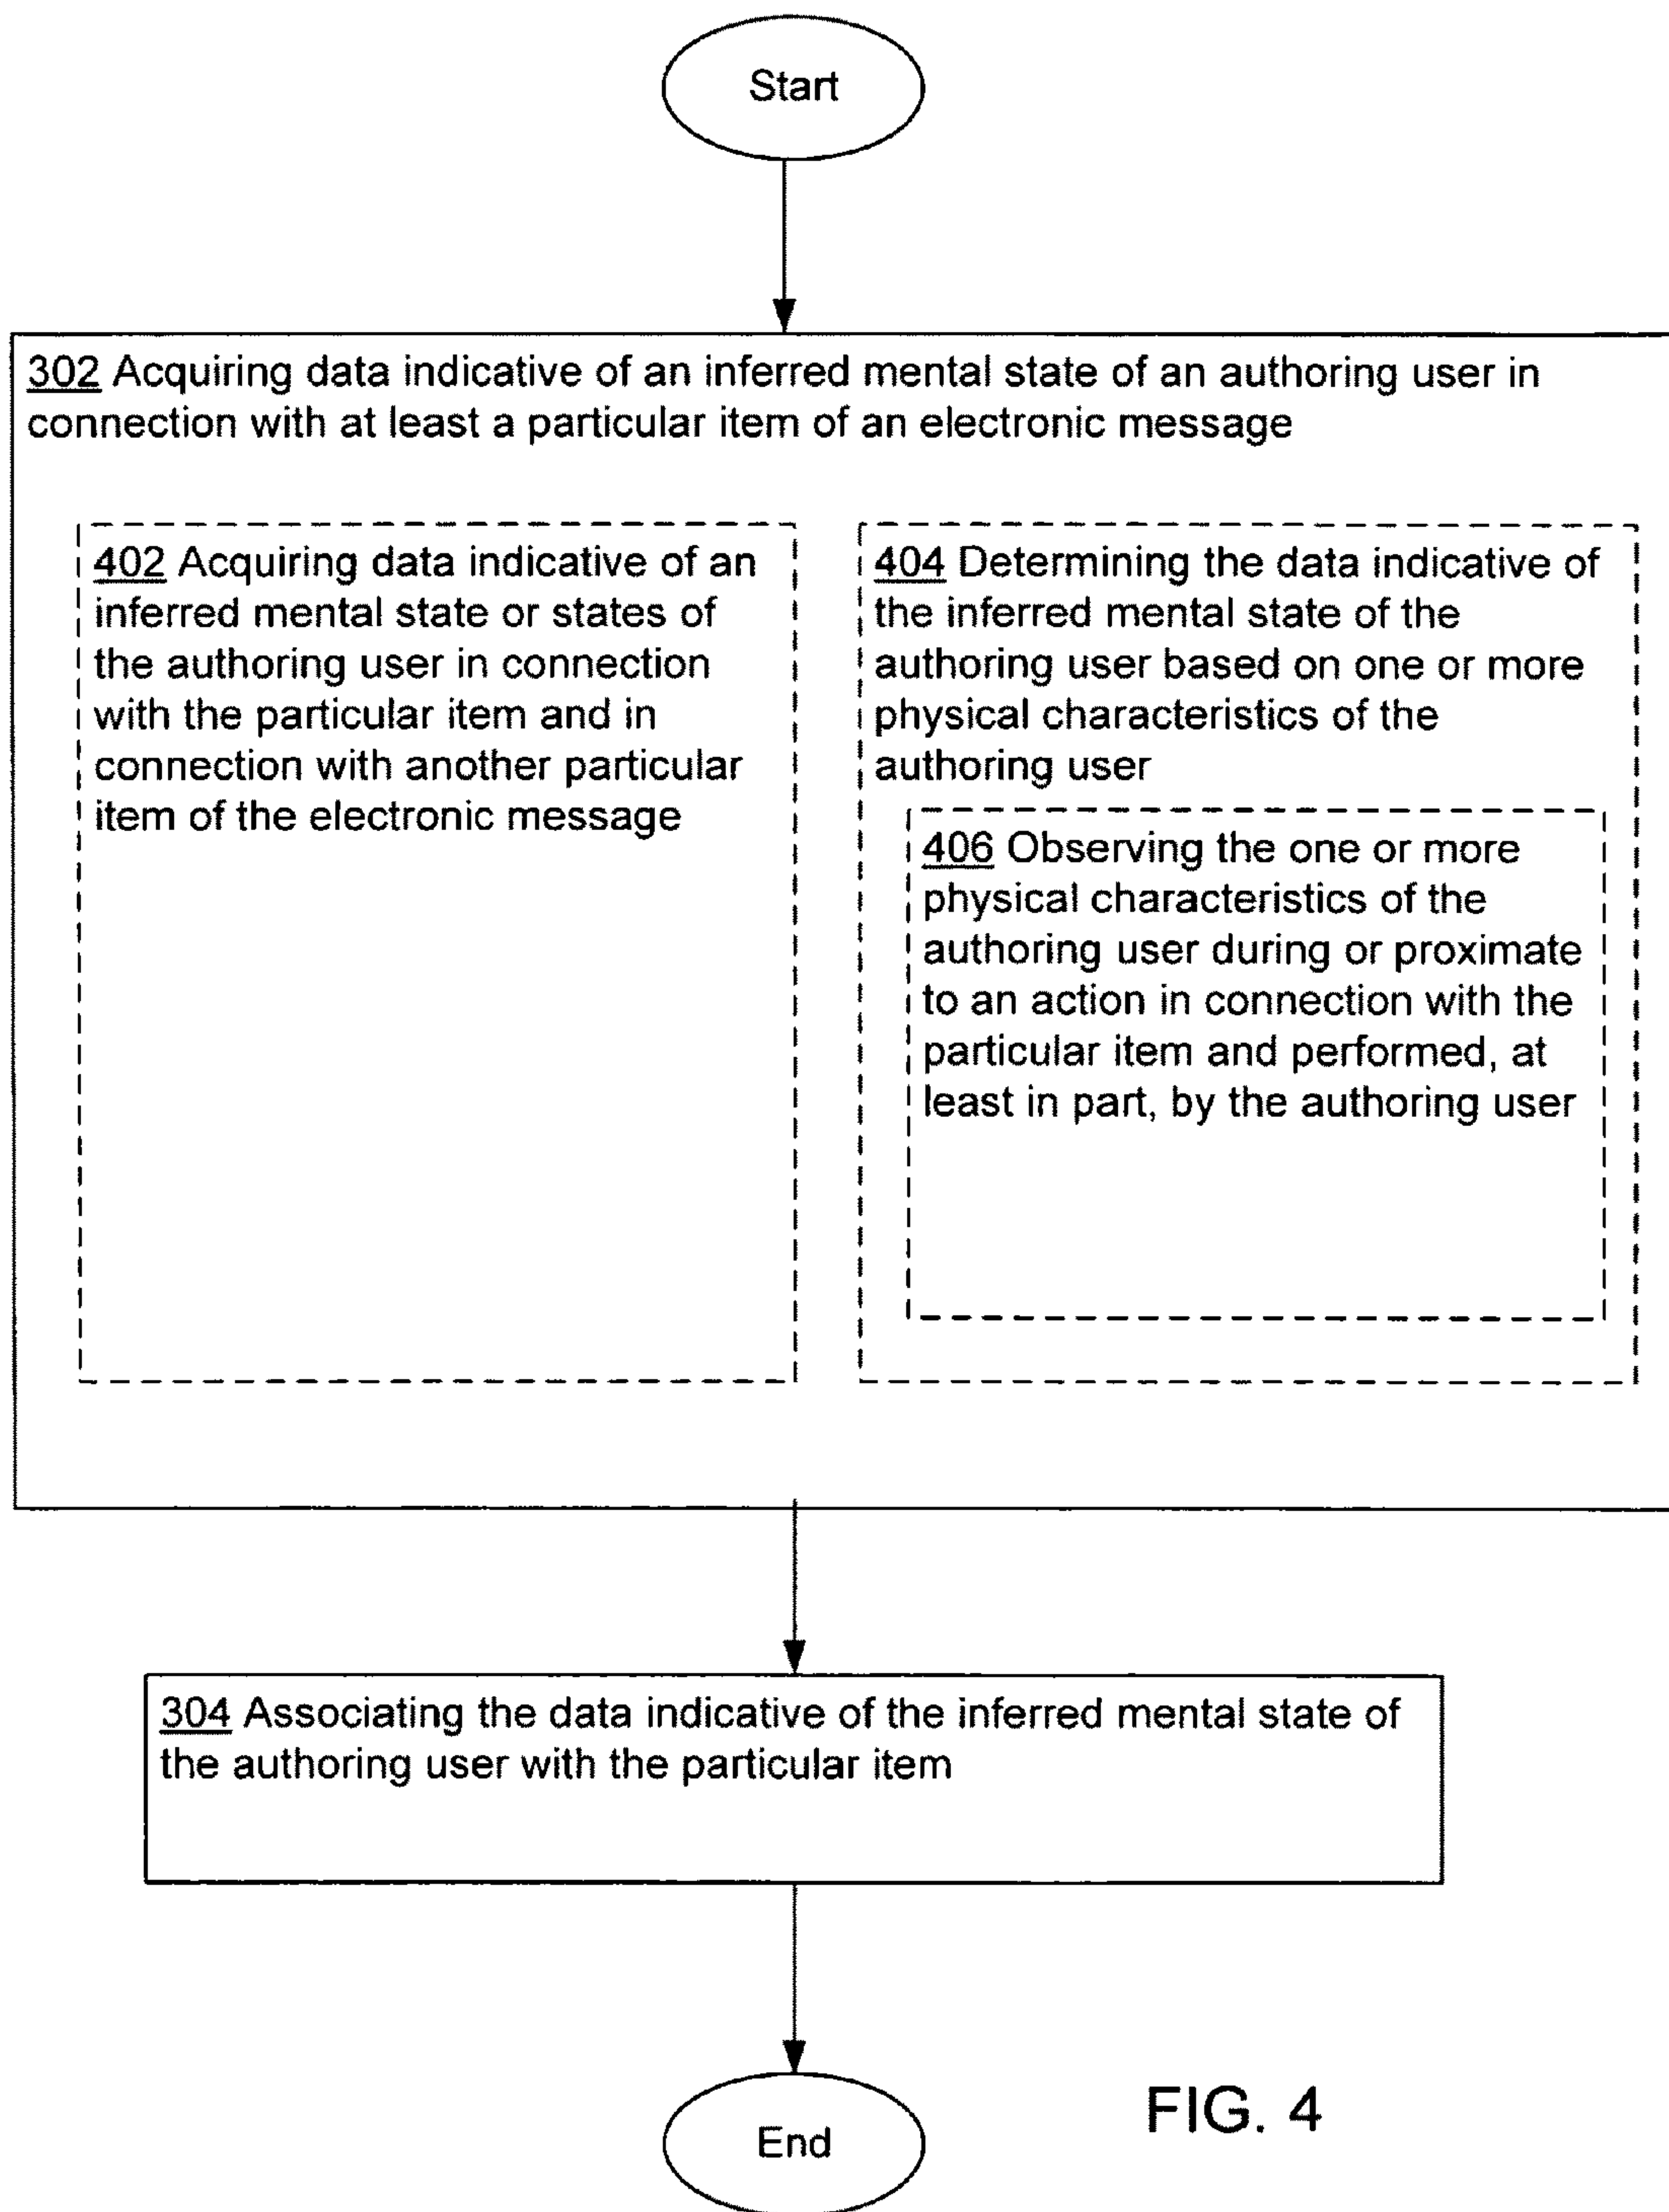 Start
302 Acquiring data indicative of an inferred mental state of an authoring user in
connection with at least a particular item of an electronic message
402 Acquiring data indicative of an
inferred mental state or states of
the authoring user in connection
with the particular item and in
connection with another particular
item of the electronic message
404 Determining the data indicative of
the inferred mental state of the
authoring user based on one or more
physical characteristics of the
authoring user
406 Observing the one or more
physical characteristics of the
authoring user during or proximate
to an action in connection with the
particular item and performed, at
least in part, by the authoring user
304 Associating the data indicative of the inferred mental state of
the authoring user with the particular item
End
FIG. 4